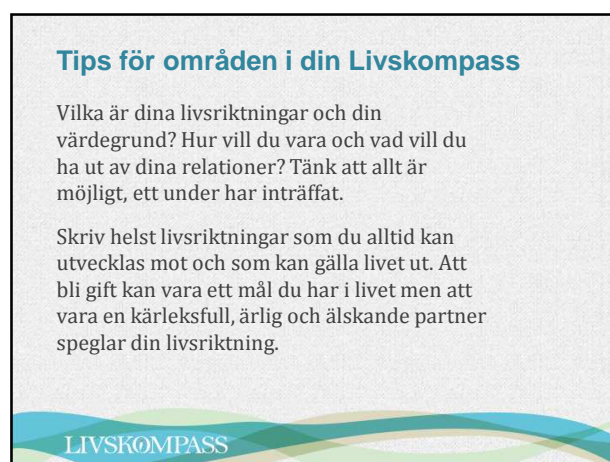 Tips för områden i din Livskompass
Vilka är dina livsriktningar och din
värdegrund? Hur vill du vara och vad vill du
ha ut av dina relationer? Tänk att allt är
möjligt, ett under har inträffat.
Skriv helst livsriktningar som du alltid kan
utvecklas mot och som kan gälla livet ut. Att
bli gift kan vara ett mål du har i livet men att
vara en kärleksfull, ärlig och älskande partner
speglar din livsriktning.
LIVSKOMPASS